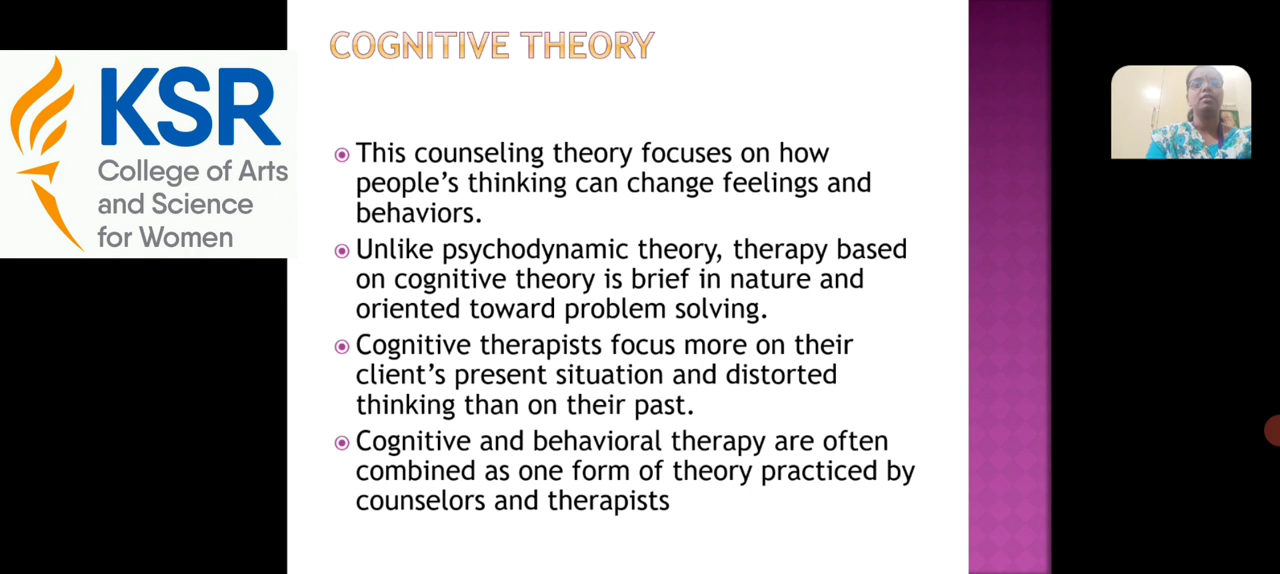 COGNITIVE THEORY
KSR
College of Arts
and Science
for Women
This counseling theory focuses on how
people's thinking can change feelings and
behaviors.
Unlike psychodynamic theory, therapy based
on cognitive theory is brief in nature and
oriented toward problem solving.
Cognitive therapists focus more on their
client's present situation and distorted
thinking than on their past.
Cognitive and behavioral therapy are often
combined as one form of theory practiced by
counselors and therapists